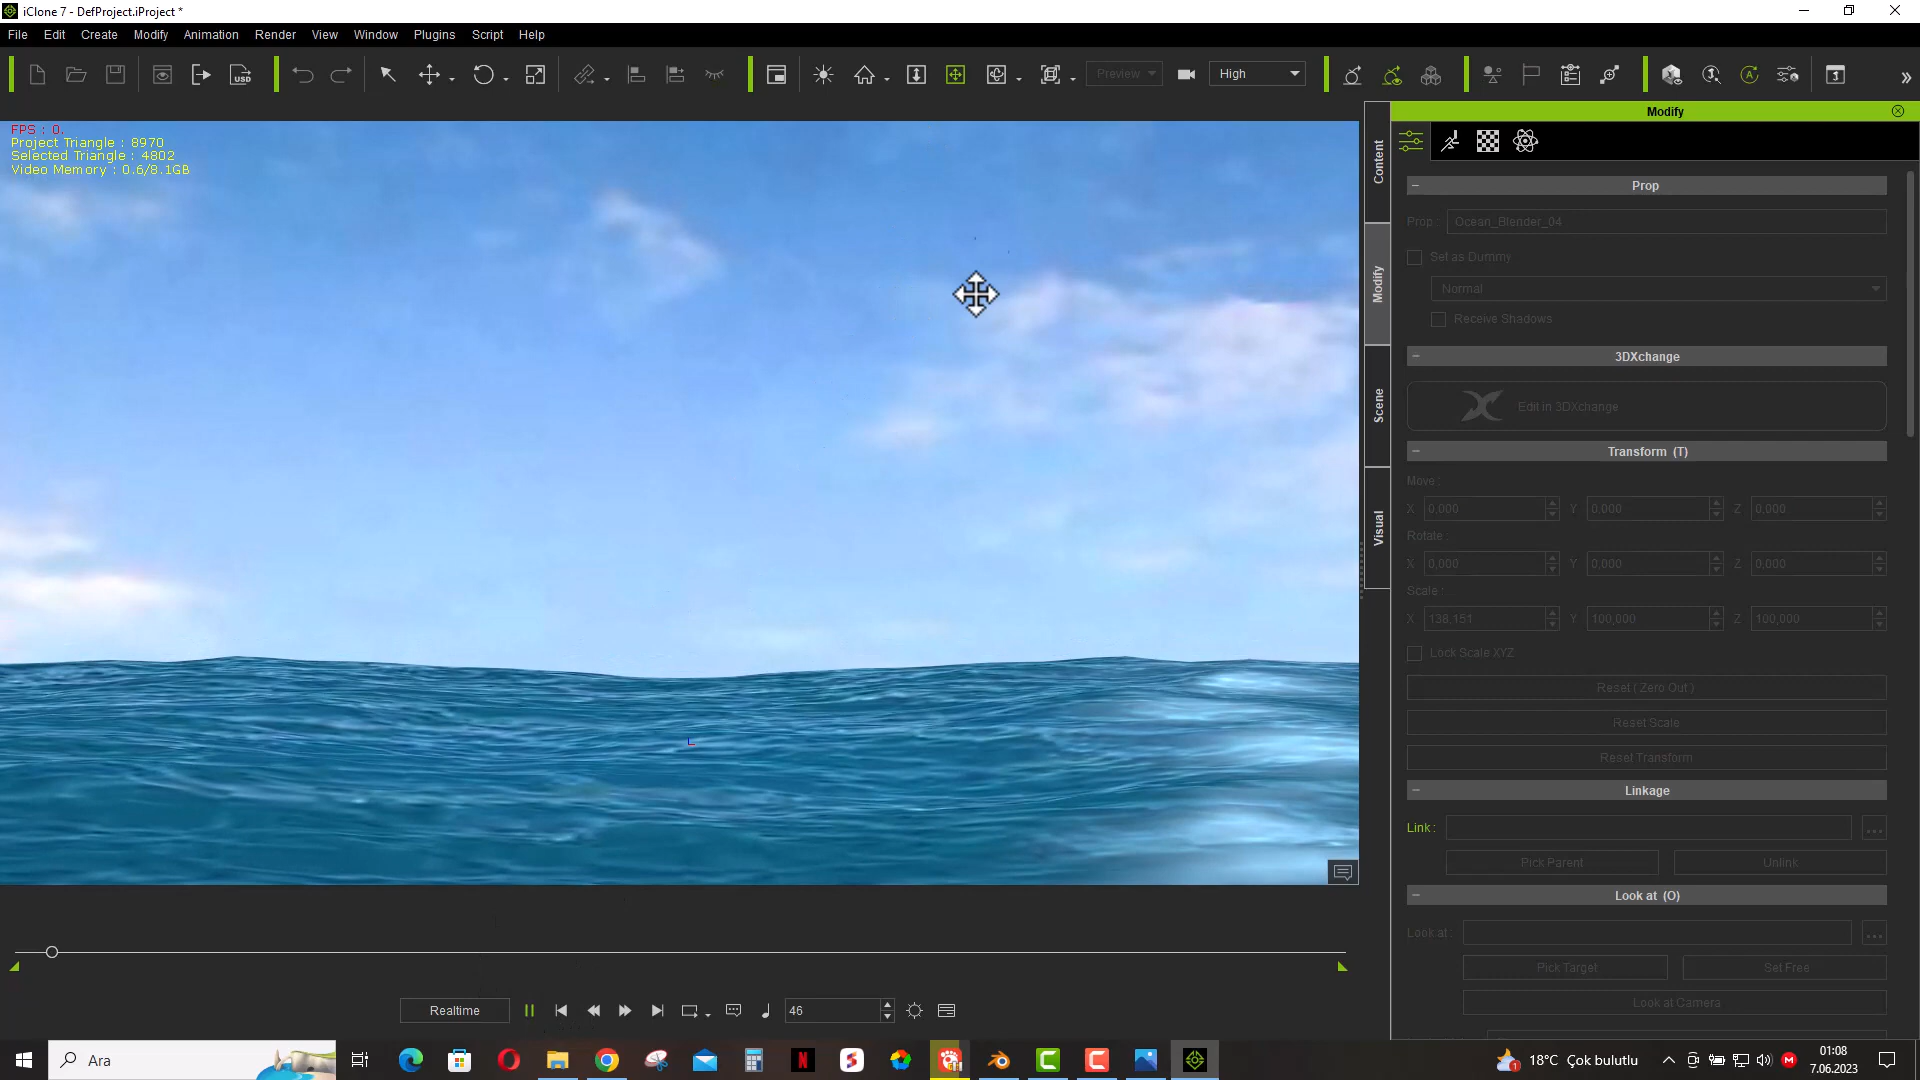 iClone 7 - DefProject.iProject *
File Edit Create Modify Animation Render View Window Plugins Script Help
USD
Preview
High
FPS : 0.
Project Triangle : 8970
Selected Triangle : 4802
Video Memory : 0.6/8.1GB
Content
Modify
Scene
Visual
Modify
Prop
Prop : Ocean_Blender_04
Set as Dummy
Normal
Receive Shadows
3DXchange
Edit in 3DXchange
Transform (T)
Move :
X 0,000 Y 0,000 Z 0,000
Rotate :
X 0,000 Y 0,000 Z 0,000
Scale :
X 138,151 Y 100,000 Z 100,000
Lock Scale XYZ
Reset ( Zero Out )
Reset Scale
Reset Transform
Linkage
Link :
...
Pick Parent Unlink
Look at (O)
Look at :
...
Pick Target Set Free
Look at Camera
Realtime
46
Ara
18°C Çok bulutlu
01:08
7.06.2023